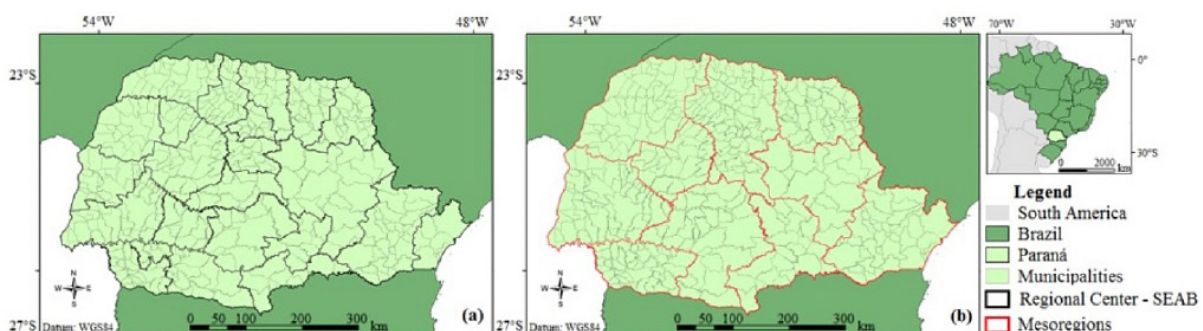 54°W
48°W
23°S
27°S
N
W E
S
Datum: WGS84
0 50 100 200 300
km
(a)
54°W
48°W
23°S
27°S
N
W E
S
Datum: WGS84
0 50 100 200 300
km
(b)
70°W
30°W
0°
30°S
0 2000
km
Legend
South America
Brazil
Paraná
Municipalities
Regional Center - SEAB
Mesoregions